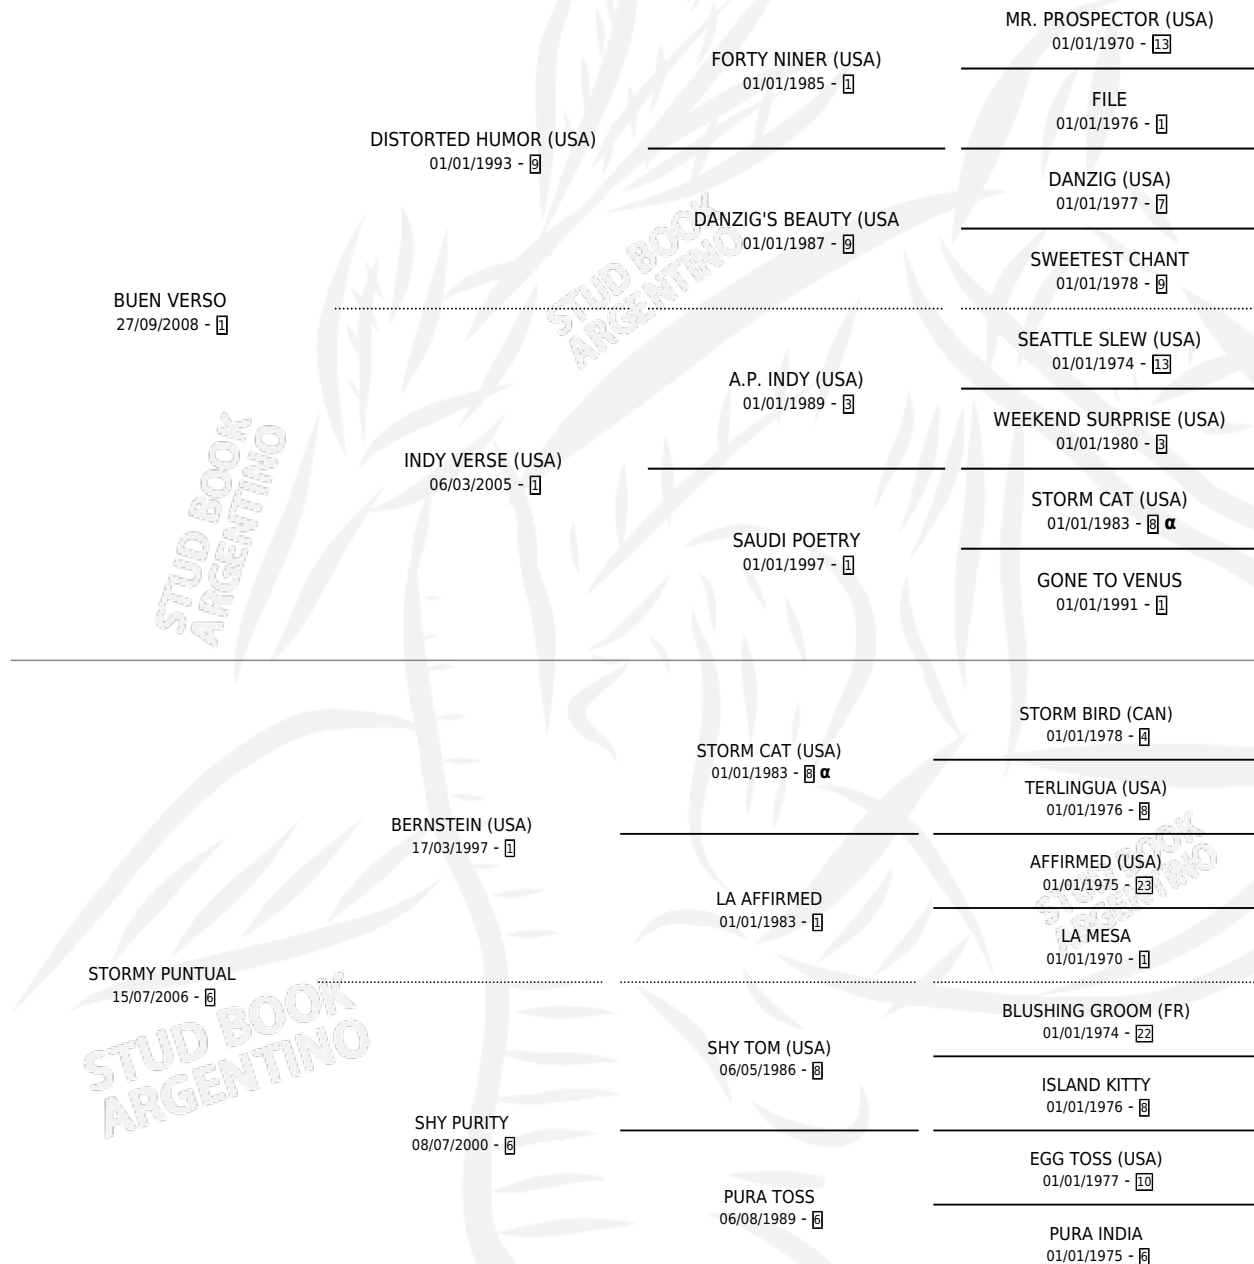 MR. PROSPECTOR (USA)
01/01/1970 - 13
FORTY NINER (USA)
01/01/1985 - 1
FILE
01/01/1976 - 1
DISTORTED HUMOR (USA)
01/01/1993 - 9
DANZIG (USA)
01/01/1977 - 7
DANZIG'S BEAUTY (USA
01/01/1987 - 9
SWEETEST CHANT
01/01/1978 - 9
BUEN VERSO
27/09/2008 - 1
SEATTLE SLEW (USA)
01/01/1974 - 13
A.P. INDY (USA)
01/01/1989 - 3
WEEKEND SURPRISE (USA)
01/01/1980 - 3
INDY VERSE (USA)
06/03/2005 - 1
STORM CAT (USA)
01/01/1983 - 8 α
SAUDI POETRY
01/01/1997 - 1
GONE TO VENUS
01/01/1991 - 1
STORM BIRD (CAN)
01/01/1978 - 4
STORM CAT (USA)
01/01/1983 - 8 α
TERLINGUA (USA)
01/01/1976 - 8
BERNSTEIN (USA)
17/03/1997 - 1
AFFIRMED (USA)
01/01/1975 - 23
LA AFFIRMED
01/01/1983 - 1
LA MESA
01/01/1970 - 1
STORMY PUNTUAL
15/07/2006 - 6
BLUSHING GROOM (FR)
01/01/1974 - 22
SHY TOM (USA)
06/05/1986 - 8
ISLAND KITTY
01/01/1976 - 8
SHY PURITY
08/07/2000 - 6
EGG TOSS (USA)
01/01/1977 - 10
PURA TOSS
06/08/1989 - 6
PURA INDIA
01/01/1975 - 6
STUD BOOK
ARGENTINO
STUD BOOK
ARGENTINO
STUD BOOK
ARGENTINO
STUD BOOK
ARGENTINO